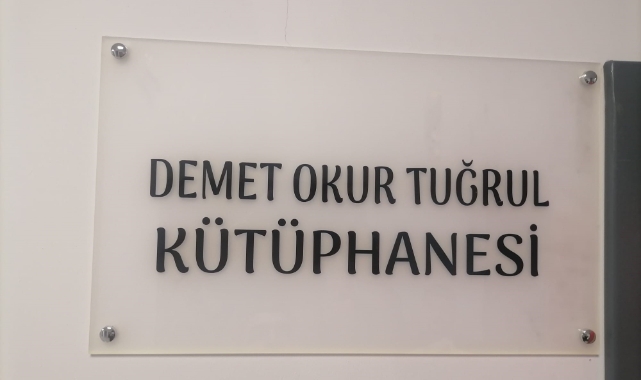 DEMET OKUR TUĞRUL
KÜTÜPHANESİ